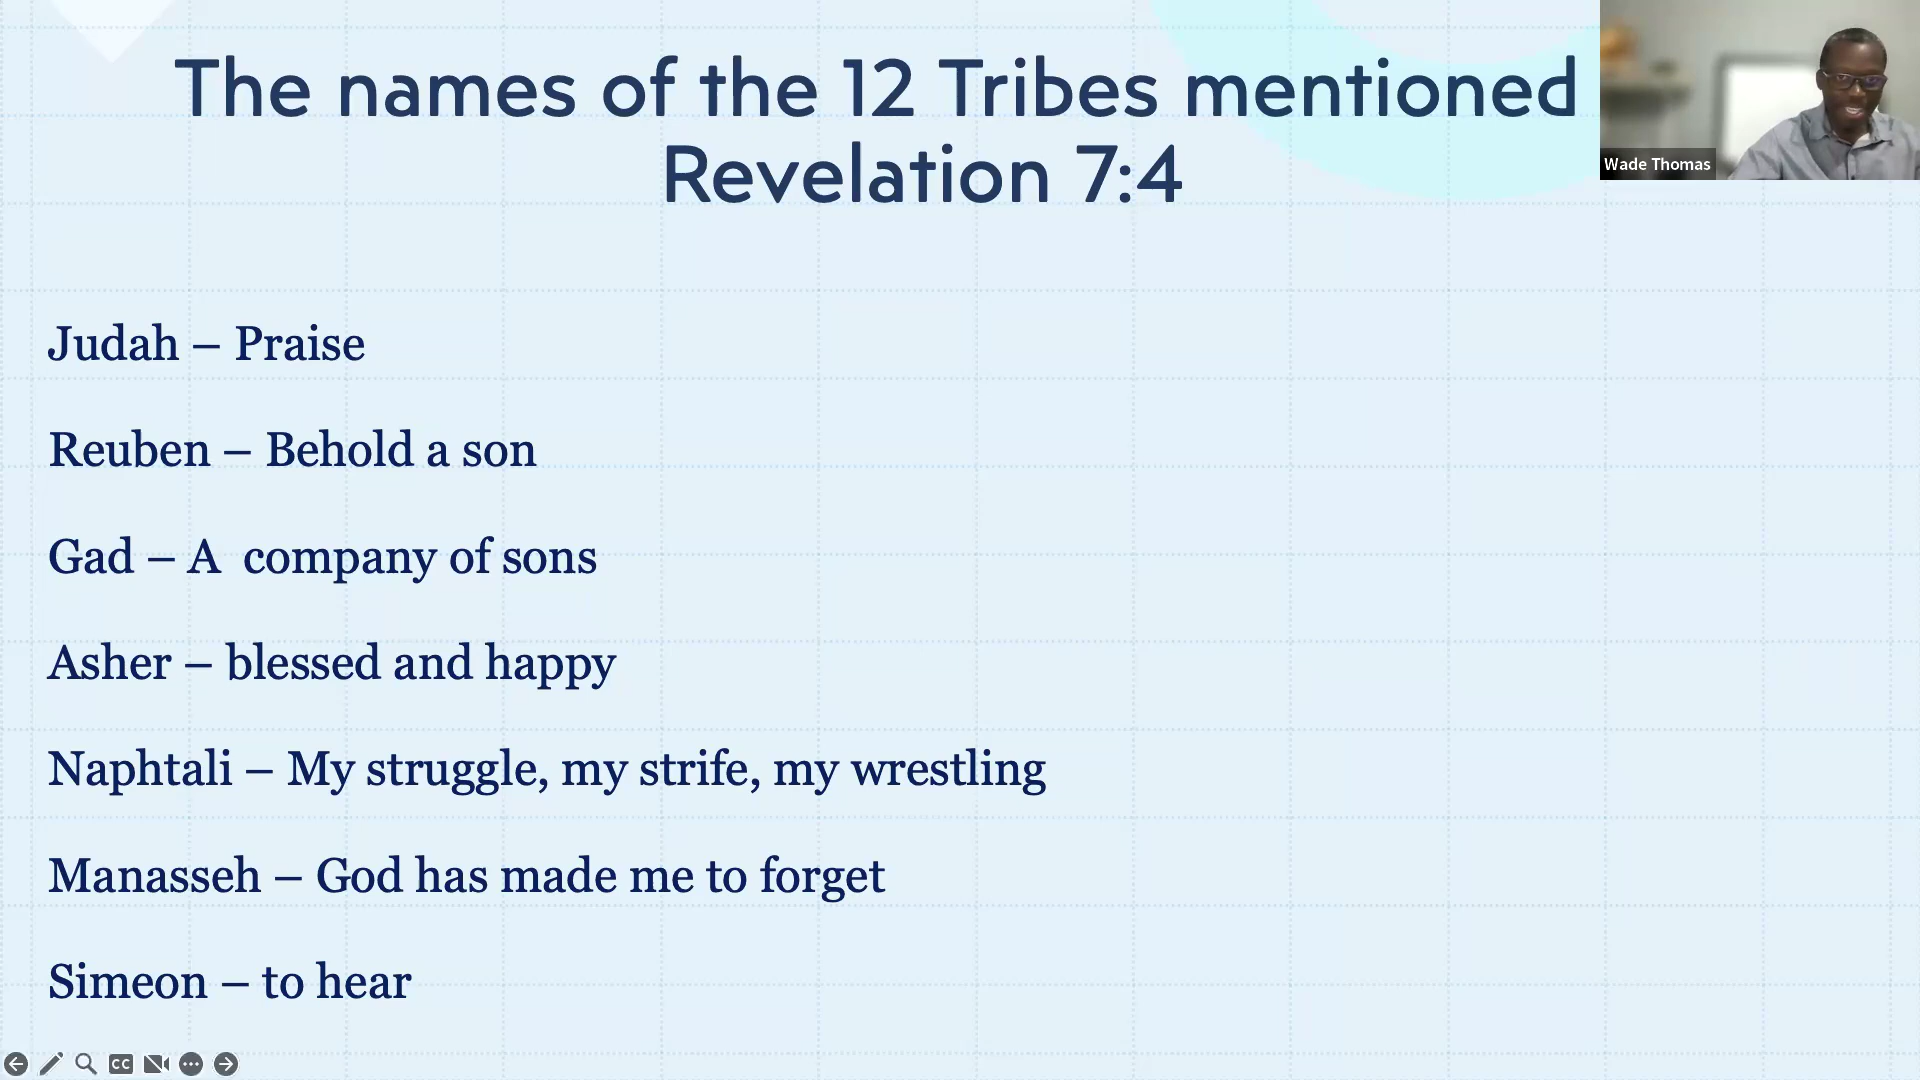 The names of the 12 Tribes mentioned
Revelation 7:4
Wade Thomas
Judah – Praise
Reuben – Behold a son
Gad – A  company of sons
Asher – blessed and happy
Naphtali – My struggle, my strife, my wrestling
Manasseh – God has made me to forget
Simeon – to hear
CC